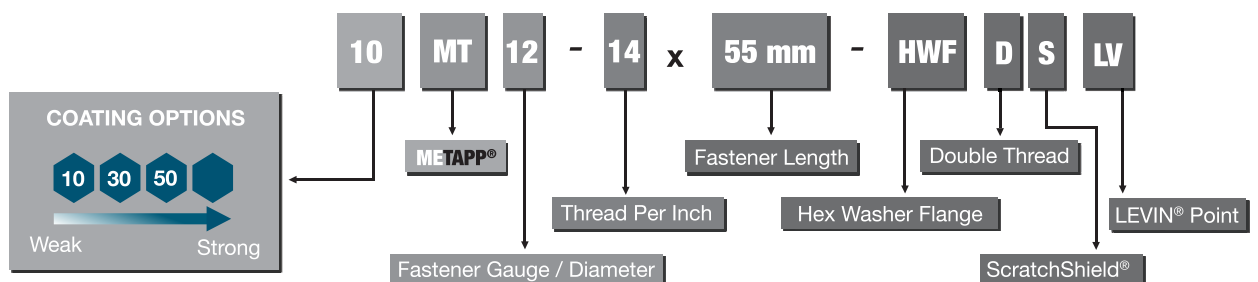 10 MT 12 - 14 x 55 mm - HWF D S LV
COATING OPTIONS
10 30 50
Weak Strong
METAPP®
Fastener Length
Double Thread
Thread Per Inch
Hex Washer Flange
LEVIN® Point
Fastener Gauge / Diameter
ScratchShield®